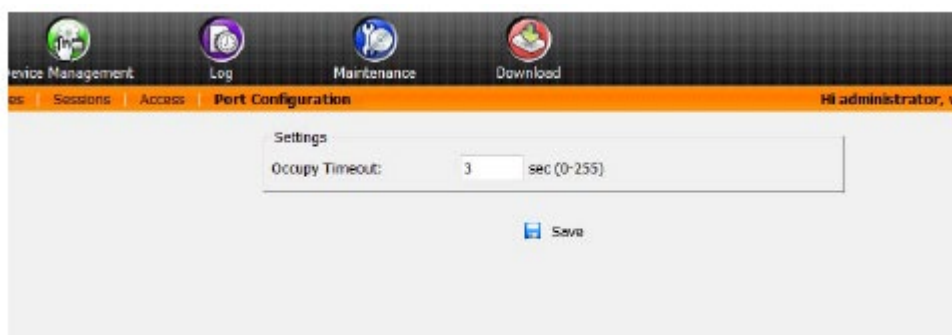 evice Management Log Maintenance Download
es | Sessions | Access | Port Configuration Hi administrator,
Settings
Occupy Timeout: 3 sec (0-255)
Save